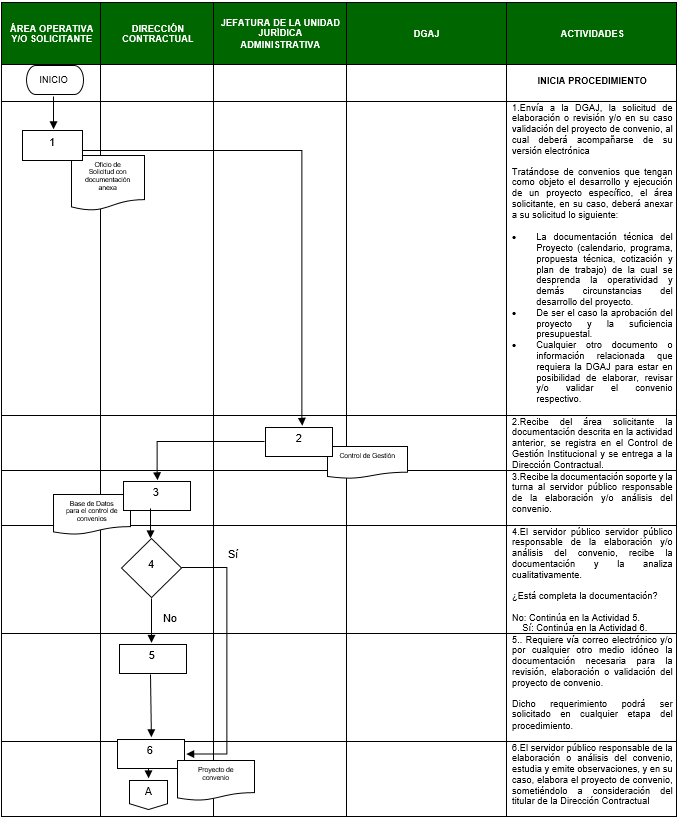 ÁREA OPERATIVA
Y/O SOLICITANTE
DIRECCIÓN
CONTRACTUAL
JEFATURA DE LA UNIDAD
JURÍDICA
ADMINISTRATIVA
DGAJ
ACTIVIDADES
INICIO
INICIA PROCEDIMIENTO
1
Oficio de
Solicitud con
documentación
anexa
1.Envía a la DGAJ, la solicitud de
elaboración o revisión y/o en su caso
validación del proyecto de convenio, al
cual deberá acompañarse de su
versión electrónica
Tratándose de convenios que tengan
como objeto el desarrollo y ejecución
de un proyecto específico, el área
solicitante, en su caso, deberá anexar
a su solicitud lo siguiente:
• La documentación técnica del
Proyecto (calendario, programa,
propuesta técnica, cotización y
plan de trabajo) de la cual se
desprenda la operatividad y
demás circunstancias del
desarrollo del proyecto.
• De ser el caso la aprobación del
proyecto y la suficiencia
presupuestal.
• Cualquier otro documento o
información relacionada que
requiera la DGAJ para estar en
posibilidad de elaborar, revisar
y/o validar el convenio
respectivo.
2
Control de Gestión
2.Recibe del área solicitante la
documentación descrita en la actividad
anterior, se registra en el Control de
Gestión Institucional y se entrega a la
Dirección Contractual.
3
Base de Datos
para el control de
convenios
3.Recibe la documentación soporte y la
turna al servidor público responsable
de la elaboración y/o análisis del
convenio.
4
Sí
No
4.El servidor público servidor público
responsable de la elaboración y/o
análisis del convenio, recibe la
documentación y la analiza
cualitativamente.
¿Está completa la documentación?
No: Continúa en la Actividad 5.
Sí: Continúa en la Actividad 6.
5
5.. Requiere vía correo electrónico y/o
por cualquier otro medio idóneo la
documentación necesaria para la
revisión, elaboración o validación del
proyecto de convenio.
Dicho requerimiento podrá ser
solicitado en cualquier etapa del
procedimiento.
6
Proyecto de
convenio
A
6.El servidor público responsable de la
elaboración o análisis del convenio,
estudia y emite observaciones, y en su
caso, elabora el proyecto de convenio,
sometiéndolo a consideración del
titular de la Dirección Contractual